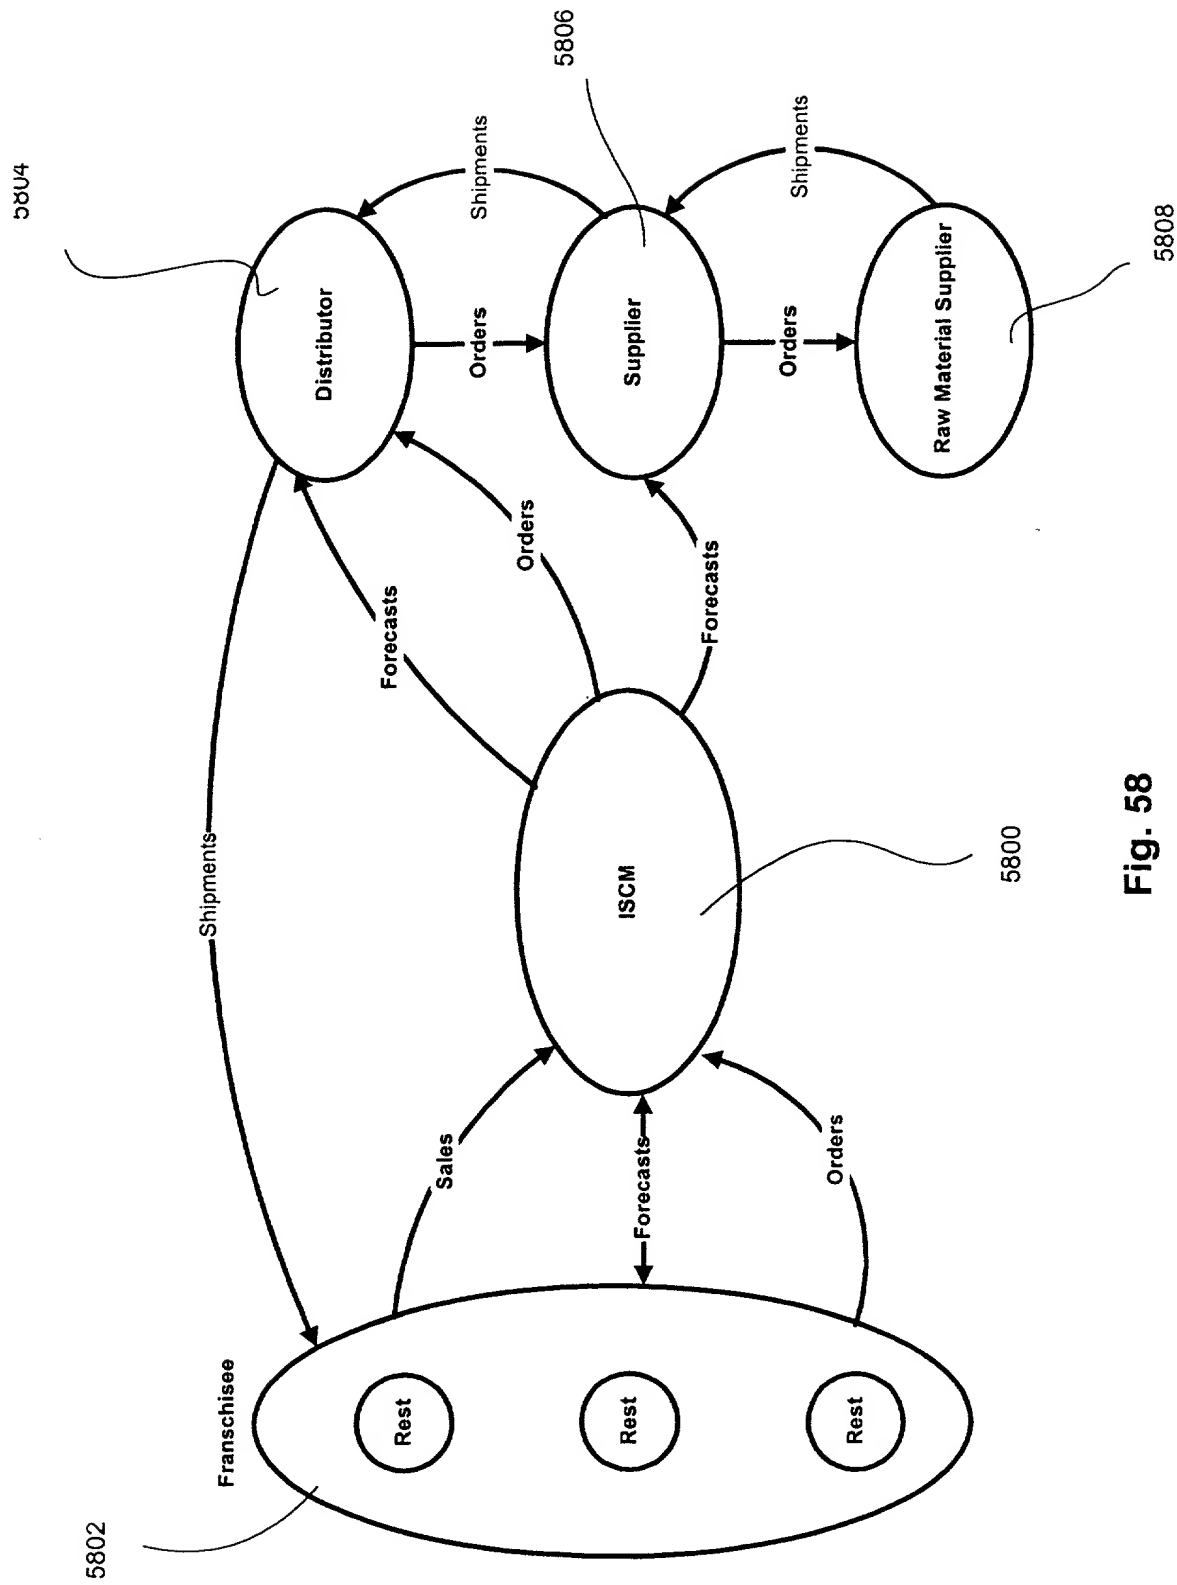 5804
5802
Shipments
Franschisee
Distributor
Forecasts
Rest
Sales
Orders
Shipments
Orders
5806
Rest
Forecasts
ISCM
Supplier
Forecasts
Orders
Shipments
Orders
Rest
Raw Material Supplier
5800
5808
Fig. 58